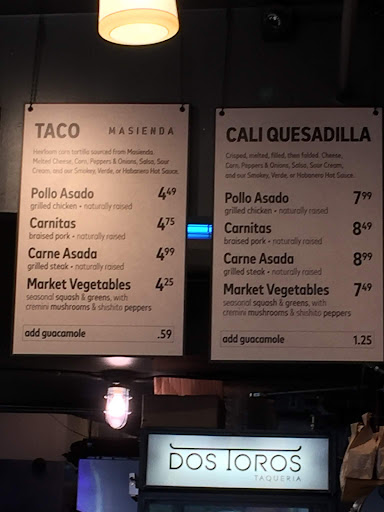 TACO MASIENDA
Heirloom corn tortilla sourced from Masienda.
Melted Cheese, Corn, Peppers & Onions, Salsa, Sour
Cream, and our Smokey, Verde, or Habanero Hot Sauce.
Pollo Asado 4.49
grilled chicken • naturally raised
Carnitas 4.75
braised pork • naturally raised
Carne Asada 4.99
grilled steak • naturally raised
Market Vegetables 4.25
seasonal squash & greens, with
cremini mushrooms & shishito peppers
add guacamole .59
CALI QUESADILLA
Crisped, melted, filled, then folded. Cheese,
Corn, Peppers & Onions, Salsa, Sour Cream,
and our Smokey, Verde, or Habanero Hot Sauce.
Pollo Asado 7.99
grilled chicken • naturally raised
Carnitas 8.49
braised pork • naturally raised
Carne Asada 8.99
grilled steak • naturally raised
Market Vegetables 7.49
seasonal squash & greens, with
cremini mushrooms & shishito peppers
add guacamole 1.25
DOS TOROS
TAQUERIA